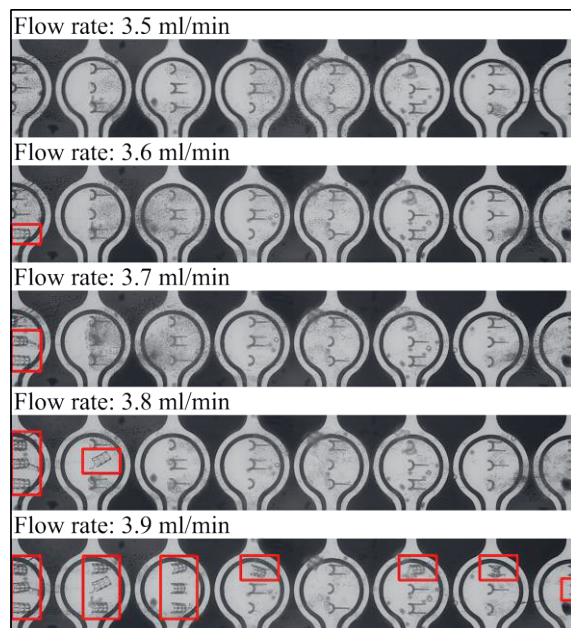 Flow rate: 3.5 ml/min
Flow rate: 3.6 ml/min
Flow rate: 3.7 ml/min
Flow rate: 3.8 ml/min
Flow rate: 3.9 ml/min